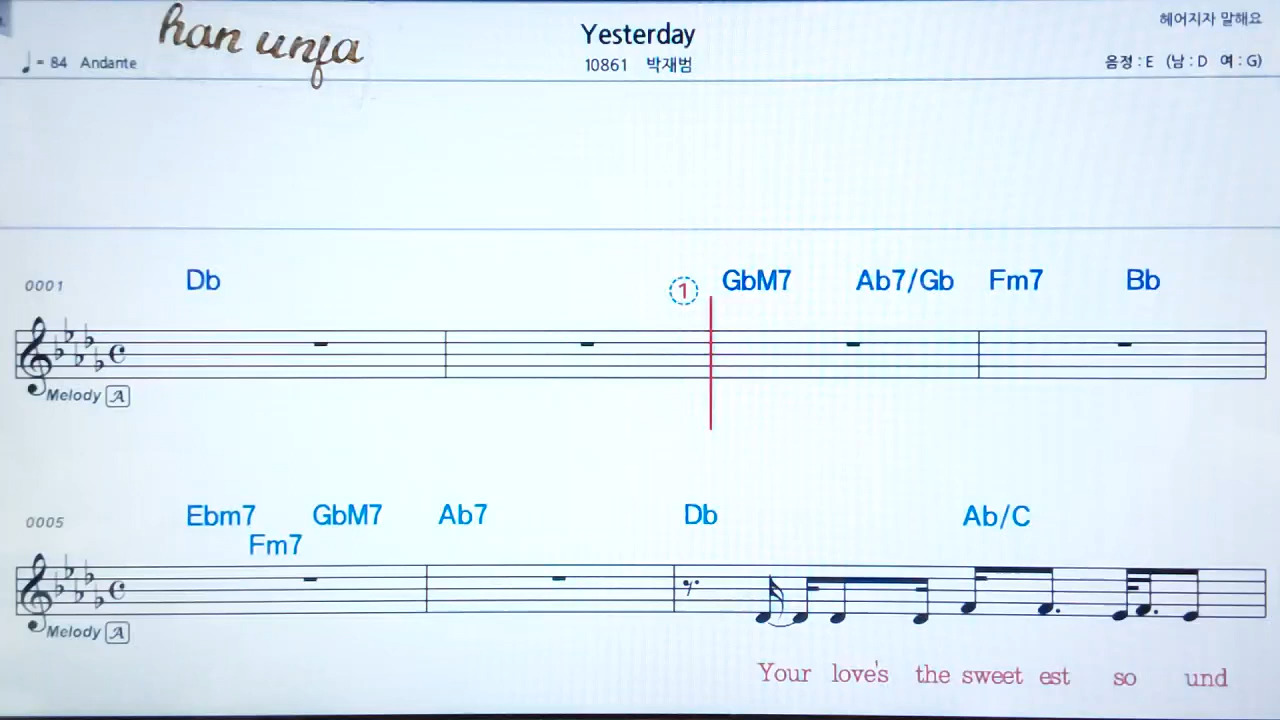 han unfa
Yesterday
헤어지자 말해요
♩= 84 Andante
10861 박재범
음정 : E (남 : D 여 : G)
0001 Db ① GbM7 Ab7/Gb Fm7 Bb
Melody A
0005 Ebm7 GbM7 Ab7 Db Ab/C
Fm7
Melody A
Your love's the sweet est so und